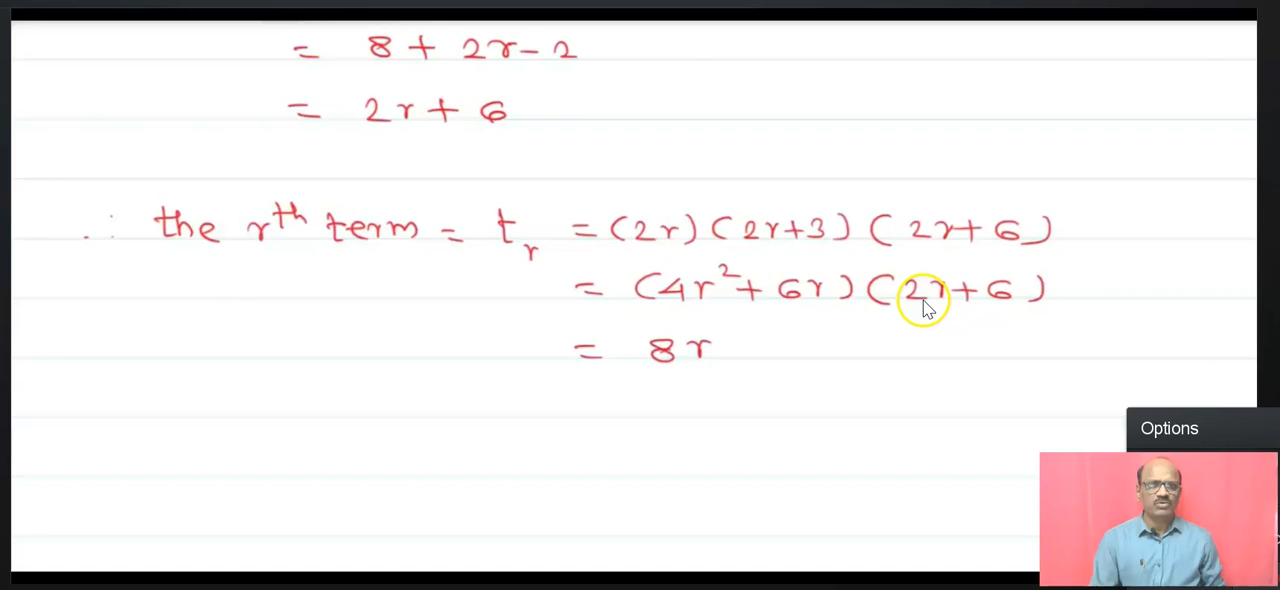 = 8 + 2r - 2
= 2r + 6
∴ the rᵗʰ term = tᵣ = (2r) (2r+3) (2r+6)
= (4r² + 6r) (2r+6)
= 8r
Options